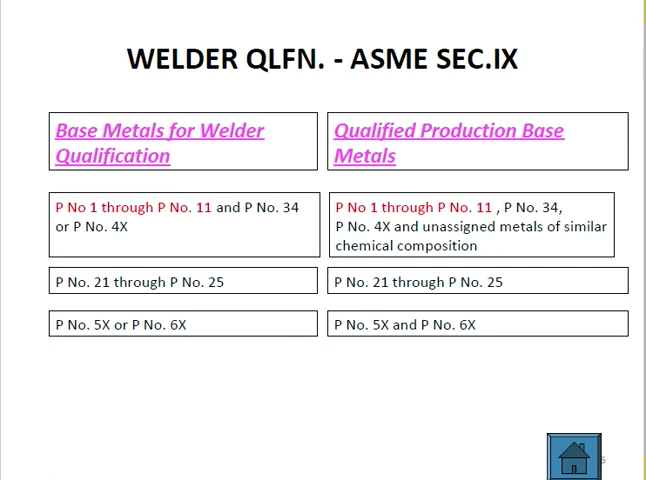 WELDER QLFN. - ASME SEC.IX
Base Metals for Welder
Qualification
Qualified Production Base
Metals
P No 1 through P No. 11 and P No. 34
or P No. 4X
P No 1 through P No. 11 , P No. 34,
P No. 4X and unassigned metals of similar
chemical composition
P No. 21 through P No. 25
P No. 21 through P No. 25
P No. 5X or P No. 6X
P No. 5X and P No. 6X